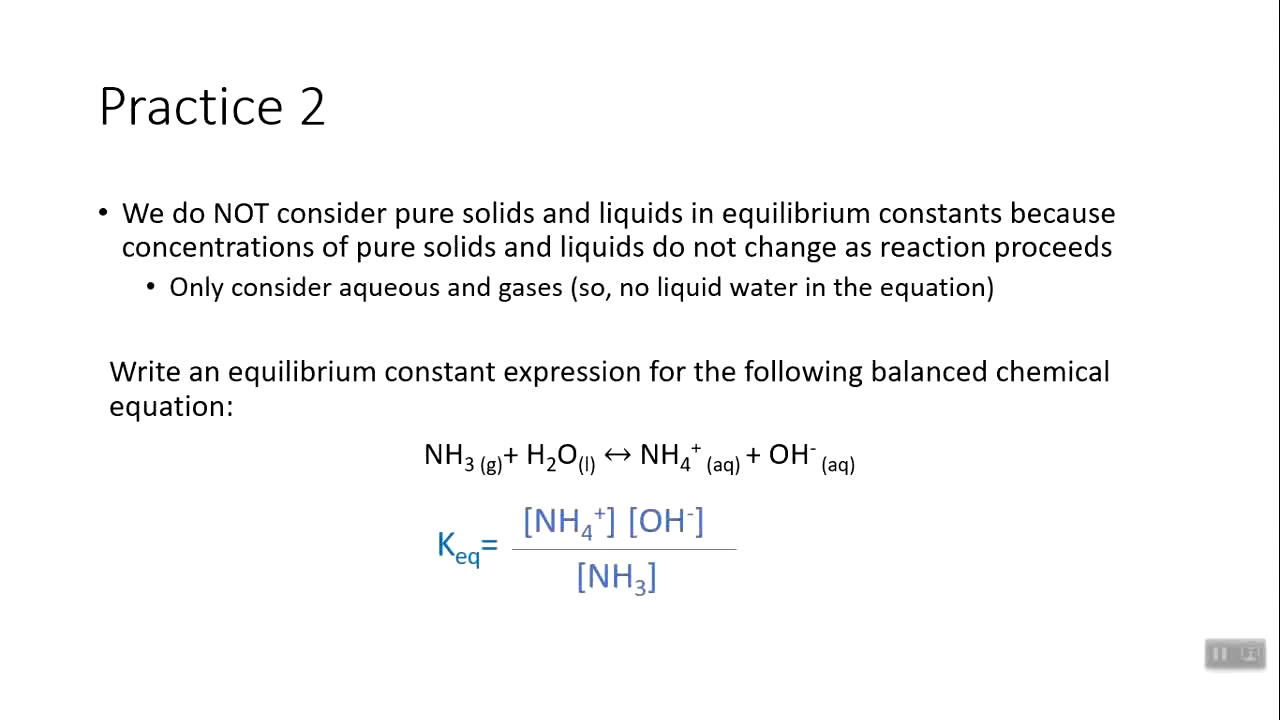 Practice 2
• We do NOT consider pure solids and liquids in equilibrium constants because
concentrations of pure solids and liquids do not change as reaction proceeds
• Only consider aqueous and gases (so, no liquid water in the equation)
Write an equilibrium constant expression for the following balanced chemical
equation:
NH₃ (g)+ H₂O(l) ↔ NH₄⁺ (aq) + OH⁻ (aq)
[NH₄⁺] [OH⁻]
Keq=
[NH₃]